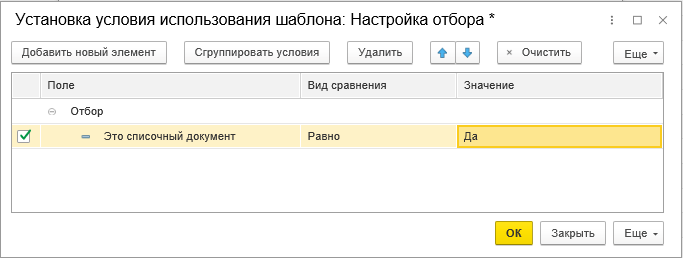 Установка условия использования шаблона: Настройка отбора *
Добавить новый элемент Сгруппировать условия Удалить × Очистить Еще
Поле Вид сравнения Значение
Отбор
Это списочный документ Равно Да
ОК Закрыть Еще